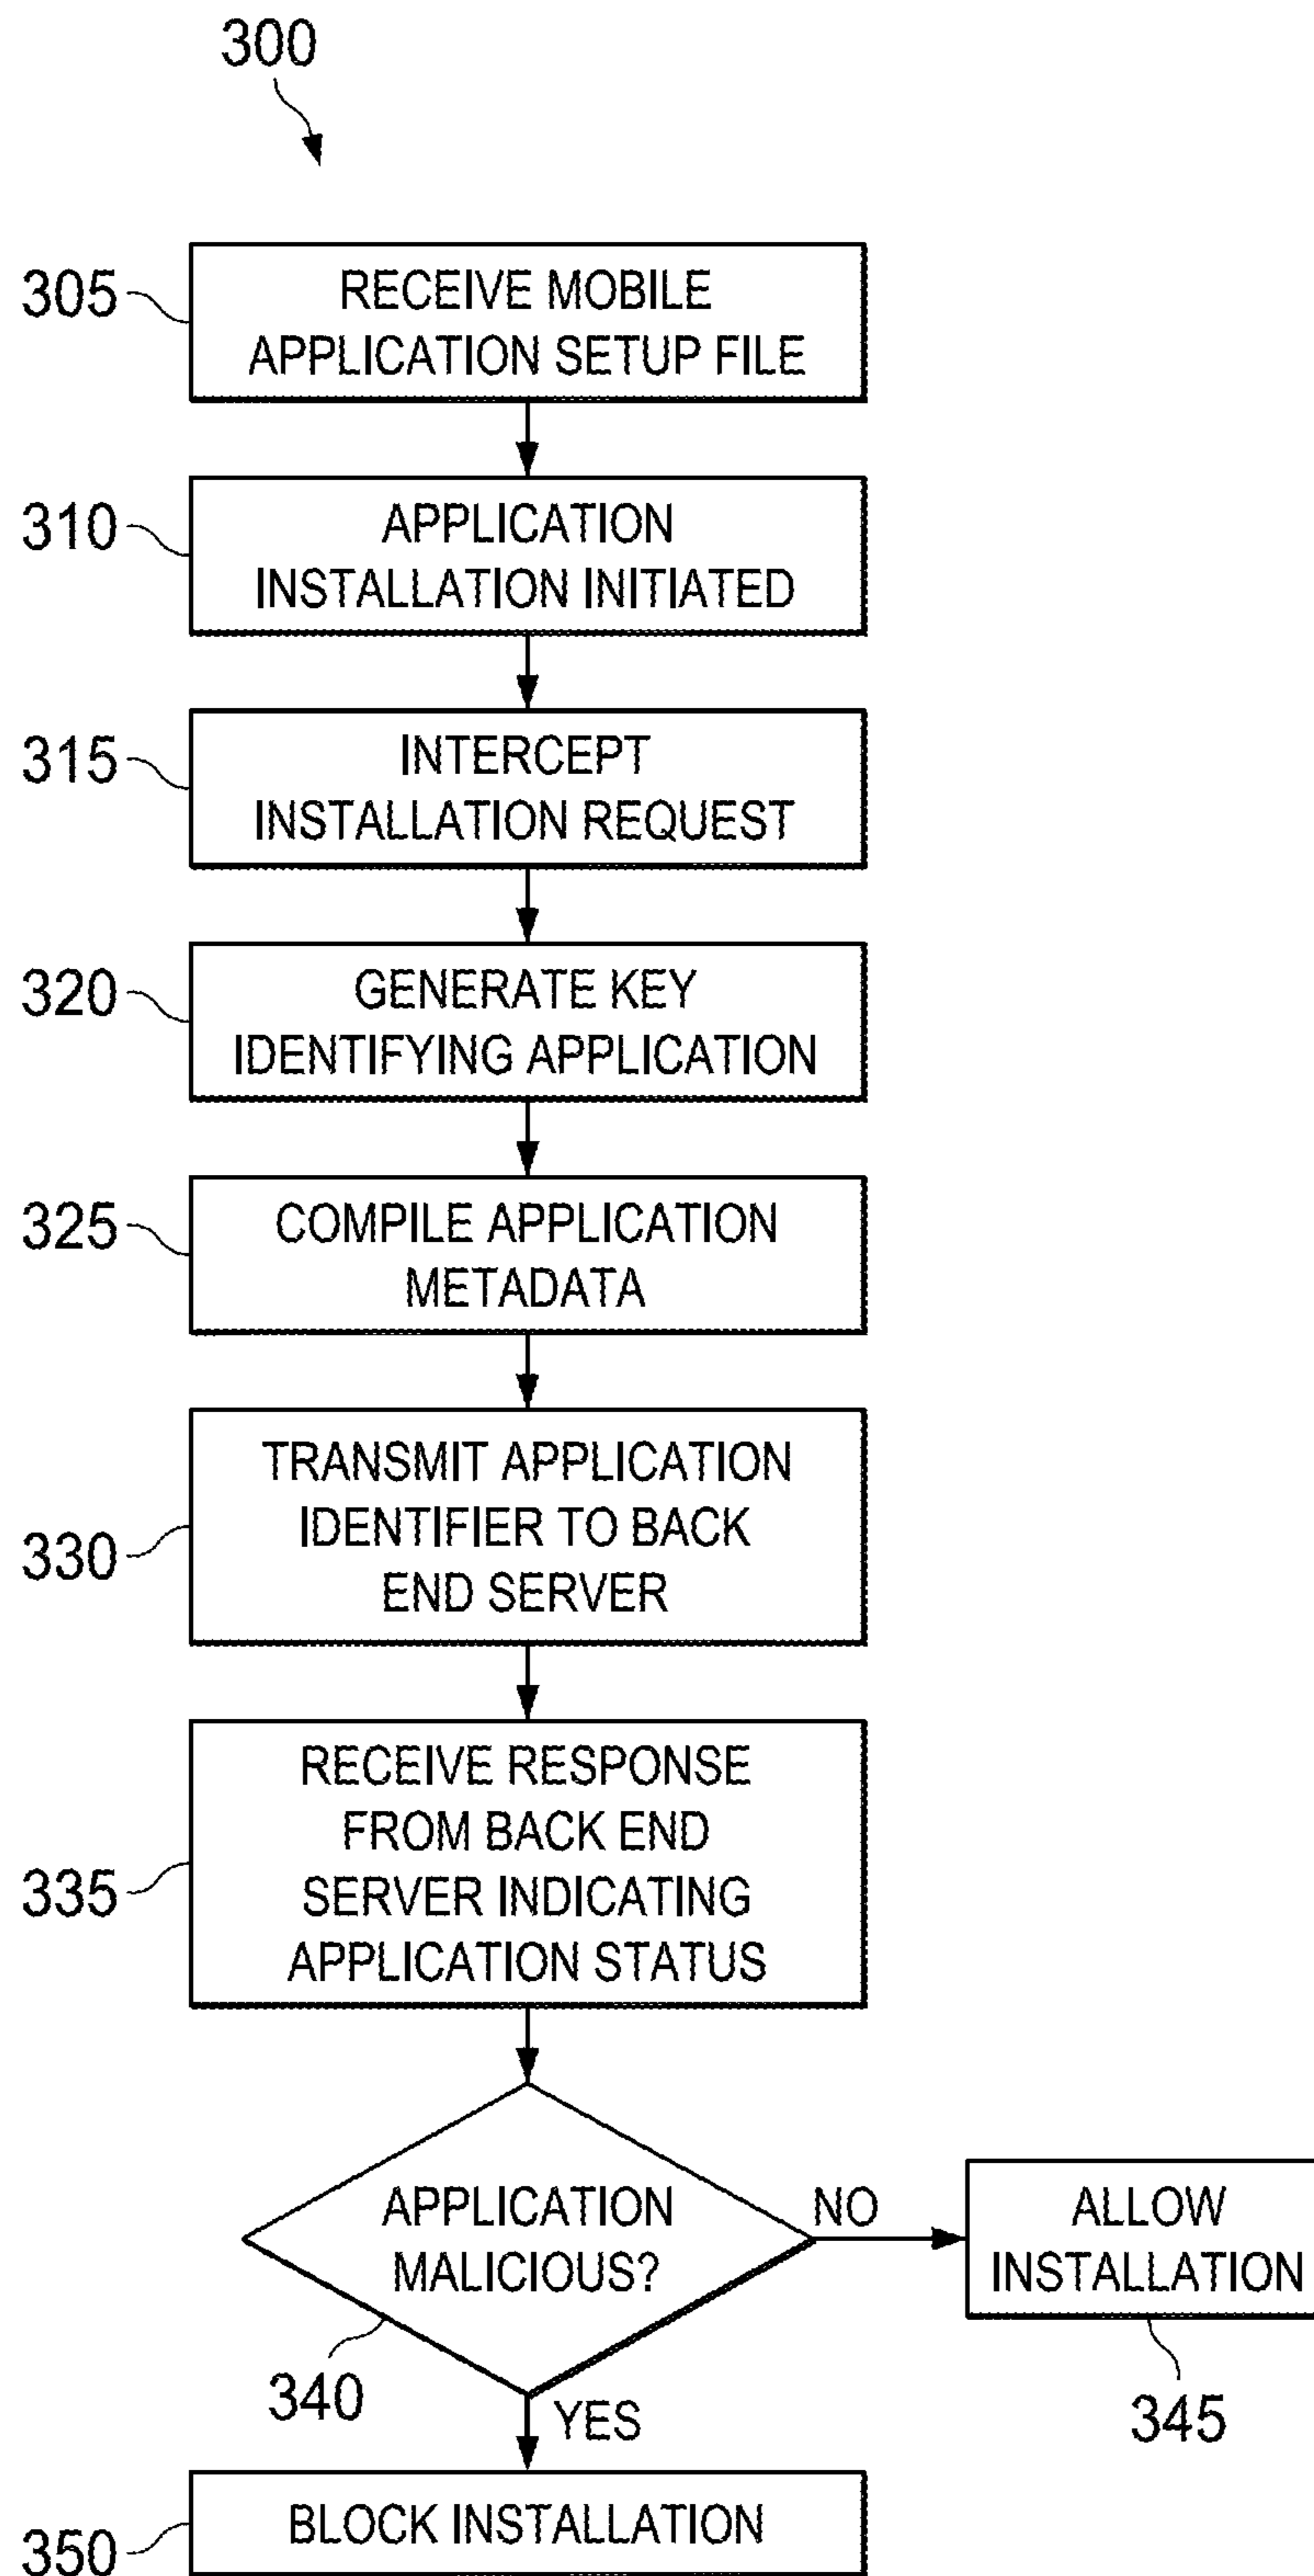 300
305
RECEIVE MOBILE
APPLICATION SETUP FILE
310
APPLICATION
INSTALLATION INITIATED
315
INTERCEPT
INSTALLATION REQUEST
320
GENERATE KEY
IDENTIFYING APPLICATION
325
COMPILE APPLICATION
METADATA
330
TRANSMIT APPLICATION
IDENTIFIER TO BACK
END SERVER
335
RECEIVE RESPONSE
FROM BACK END
SERVER INDICATING
APPLICATION STATUS
APPLICATION
MALICIOUS?
340
NO
ALLOW
INSTALLATION
345
YES
350
BLOCK INSTALLATION